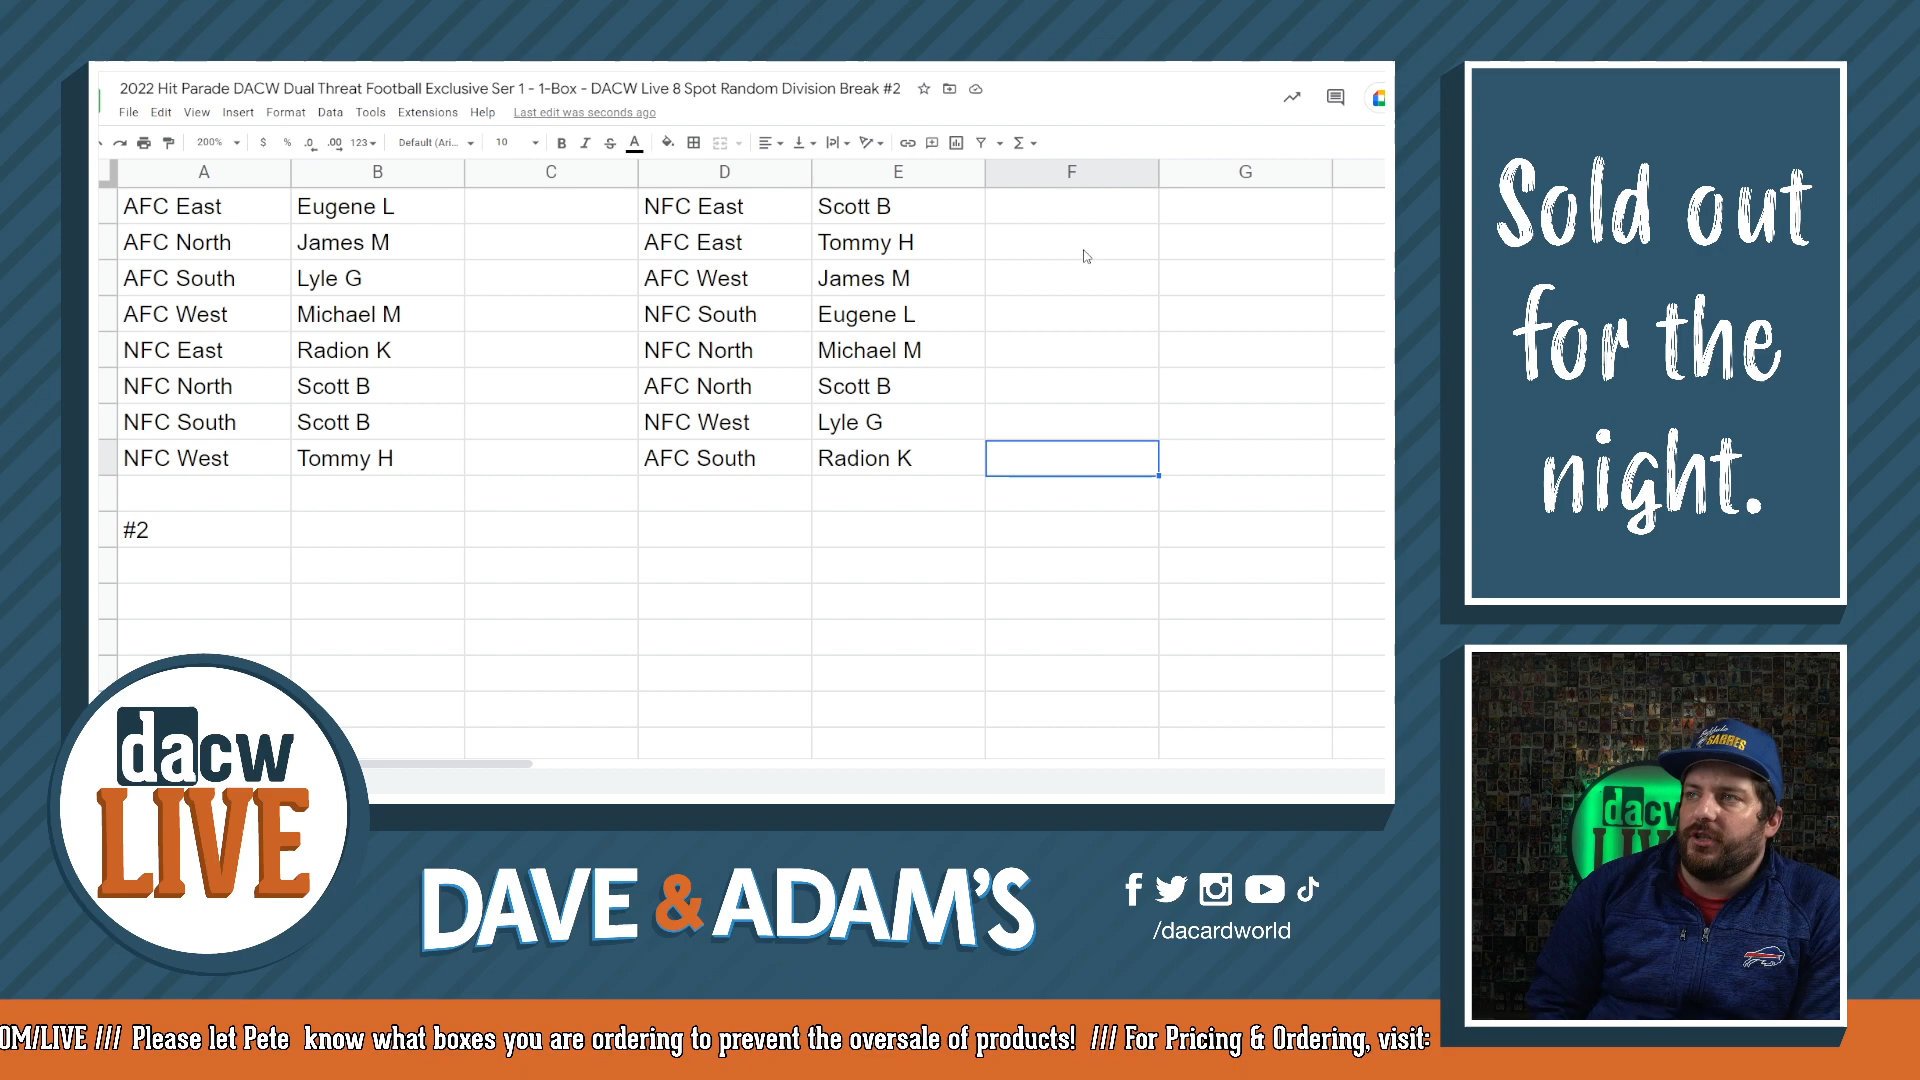 2022 Hit Parade DACW Dual Threat Football Exclusive Ser 1 - 1-Box - DACW Live 8 Spot Random Division Break #2
File Edit View Insert Format Data Tools Extensions Help Last edit was seconds ago
200% $ % .0 .00 123 Default (Ari... 10 B I S A
A B C D E F G
AFC East Eugene L NFC East Scott B
AFC North James M AFC East Tommy H
AFC South Lyle G AFC West James M
AFC West Michael M NFC South Eugene L
NFC East Radion K NFC North Michael M
NFC North Scott B AFC North Scott B
NFC South Scott B NFC West Lyle G
NFC West Tommy H AFC South Radion K
#2
Sold out
for the
night.
dacw
LIVE
DAVE & ADAM'S
/dacardworld
SABRES
OM/LIVE /// Please let Pete know what boxes you are ordering to prevent the oversale of products! /// For Pricing & Ordering, visit: